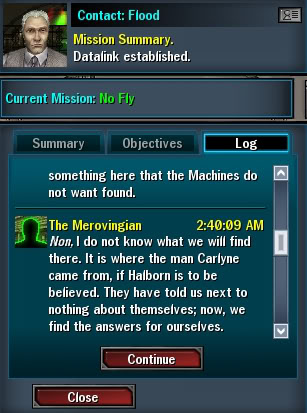 Contact: Flood
Mission Summary.
Datalink established.
Current Mission: No Fly
Summary
Objectives
Log
something here that the Machines do
not want found.
The Merovingian 2:40:09 AM
Non, I do not know what we will find
there. It is where the man Carlyne
came from, if Halborn is to be
believed. They have told us next to
nothing about themselves; now, we
find the answers for ourselves.
Continue
Close